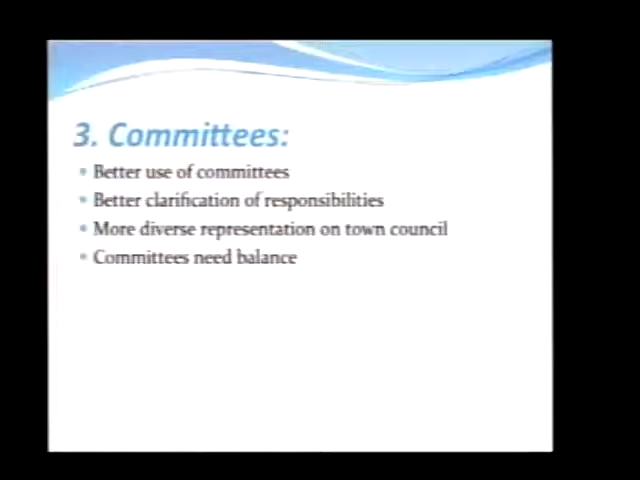 3. Committees:
• Better use of committees
• Better clarification of responsibilities
• More diverse representation on town council
• Committees need balance